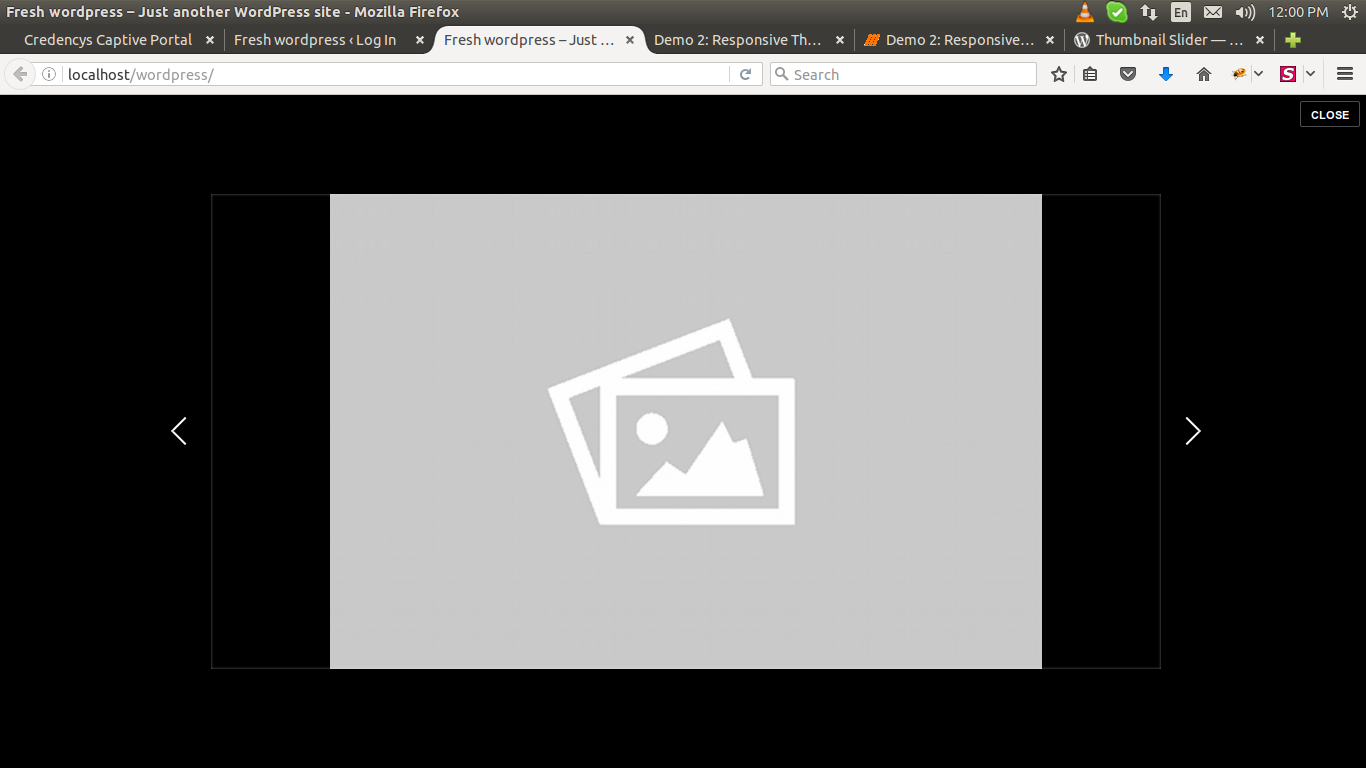 Fresh wordpress – Just another WordPress site - Mozilla Firefox
En
12:00 PM
Credencys Captive Portal
Fresh wordpress ‹ Log In
Fresh wordpress – Just ...
Demo 2: Responsive Th...
Demo 2: Responsive...
Thumbnail Slider — ...
localhost/wordpress/
Search
S
CLOSE